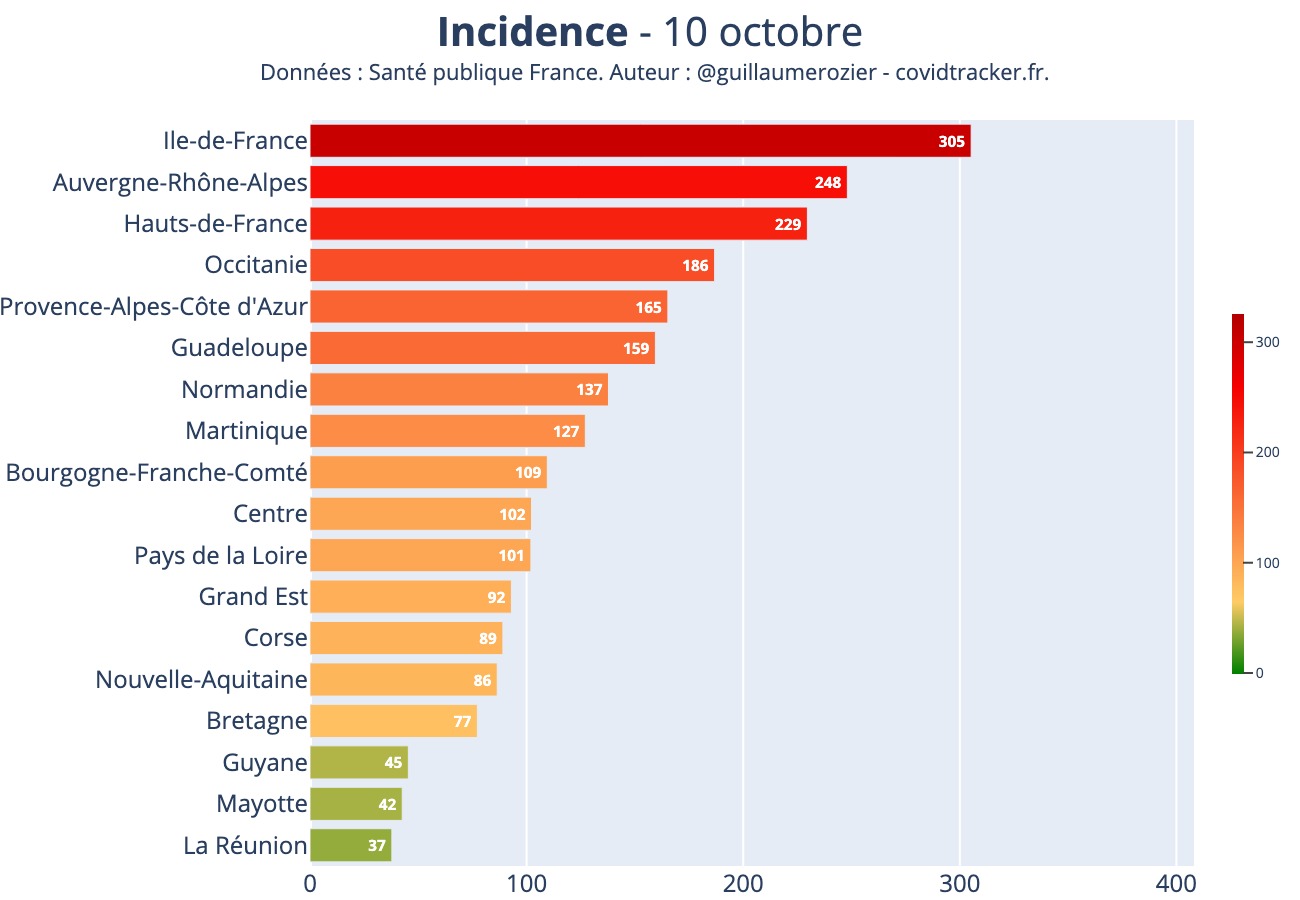 Incidence - 10 octobre
Données : Santé publique France. Auteur : @guillaumerozier - covidtracker.fr.
Ile-de-France 305
Auvergne-Rhône-Alpes 248
Hauts-de-France 229
Occitanie 186
Provence-Alpes-Côte d'Azur 165
Guadeloupe 159
Normandie 137
Martinique 127
Bourgogne-Franche-Comté 109
Centre 102
Pays de la Loire 101
Grand Est 92
Corse 89
Nouvelle-Aquitaine 86
Bretagne 77
Guyane 45
Mayotte 42
La Réunion 37
0 100 200 300 400
300
200
100
0